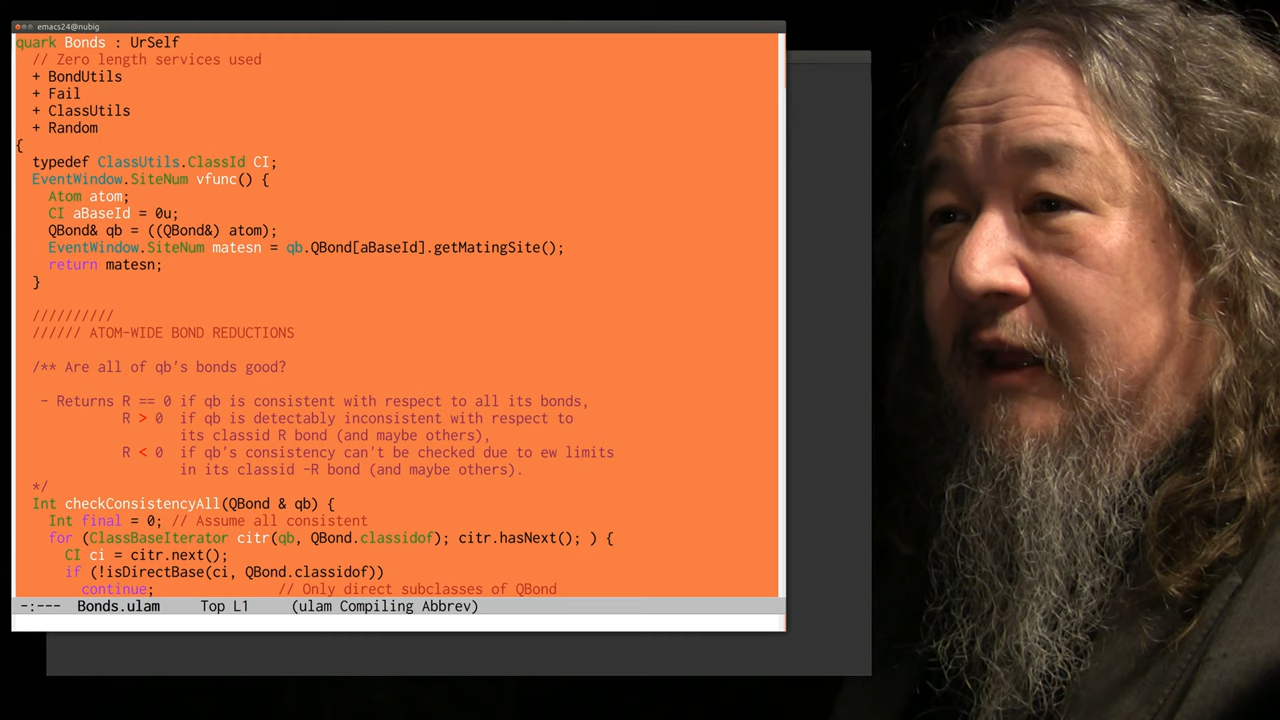 emacs24@nubig
quark Bonds : UrSelf
// Zero length services used
+ BondUtils
+ Fail
+ ClassUtils
+ Random
{
typedef ClassUtils.ClassId CI;
EventWindow.SiteNum vfunc() {
Atom atom;
CI aBaseId = 0u;
QBond& qb = ((QBond&) atom);
EventWindow.SiteNum matesn = qb.QBond[aBaseId].getMatingSite();
return matesn;
}
//////////
////// ATOM-WIDE BOND REDUCTIONS
/** Are all of qb's bonds good?
- Returns R == 0 if qb is consistent with respect to all its bonds,
R > 0 if qb is detectably inconsistent with respect to
its classid R bond (and maybe others),
R < 0 if qb's consistency can't be checked due to ew limits
in its classid -R bond (and maybe others).
*/
Int checkConsistencyAll(QBond & qb) {
Int final = 0; // Assume all consistent
for (ClassBaseIterator citr(qb, QBond.classidof); citr.hasNext(); ) {
CI ci = citr.next();
if (!isDirectBase(ci, QBond.classidof))
continue; // Only direct subclasses of QBond
-:--- Bonds.ulam Top L1 (ulam Compiling Abbrev)